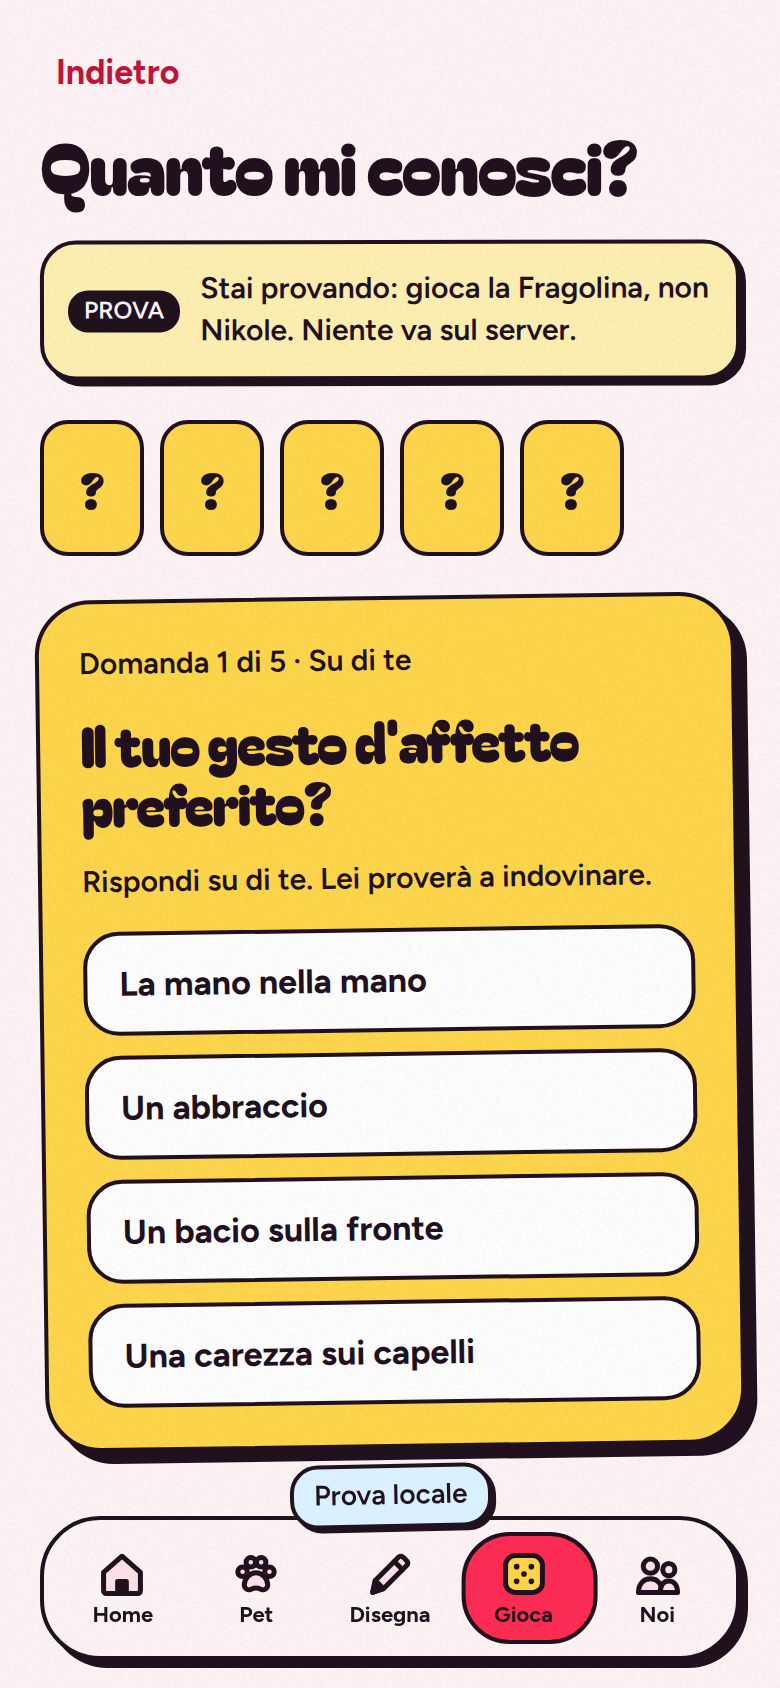 Indietro
Quanto mi conosci?
PROVA
Stai provando: gioca la Fragolina, non
Nikole. Niente va sul server.
? ? ? ? ?
Domanda 1 di 5 · Su di te
Il tuo gesto d'affetto
preferito?
Rispondi su di te. Lei proverà a indovinare.
La mano nella mano
Un abbraccio
Un bacio sulla fronte
Una carezza sui capelli
Prova locale
Home Pet Disegna Gioca Noi